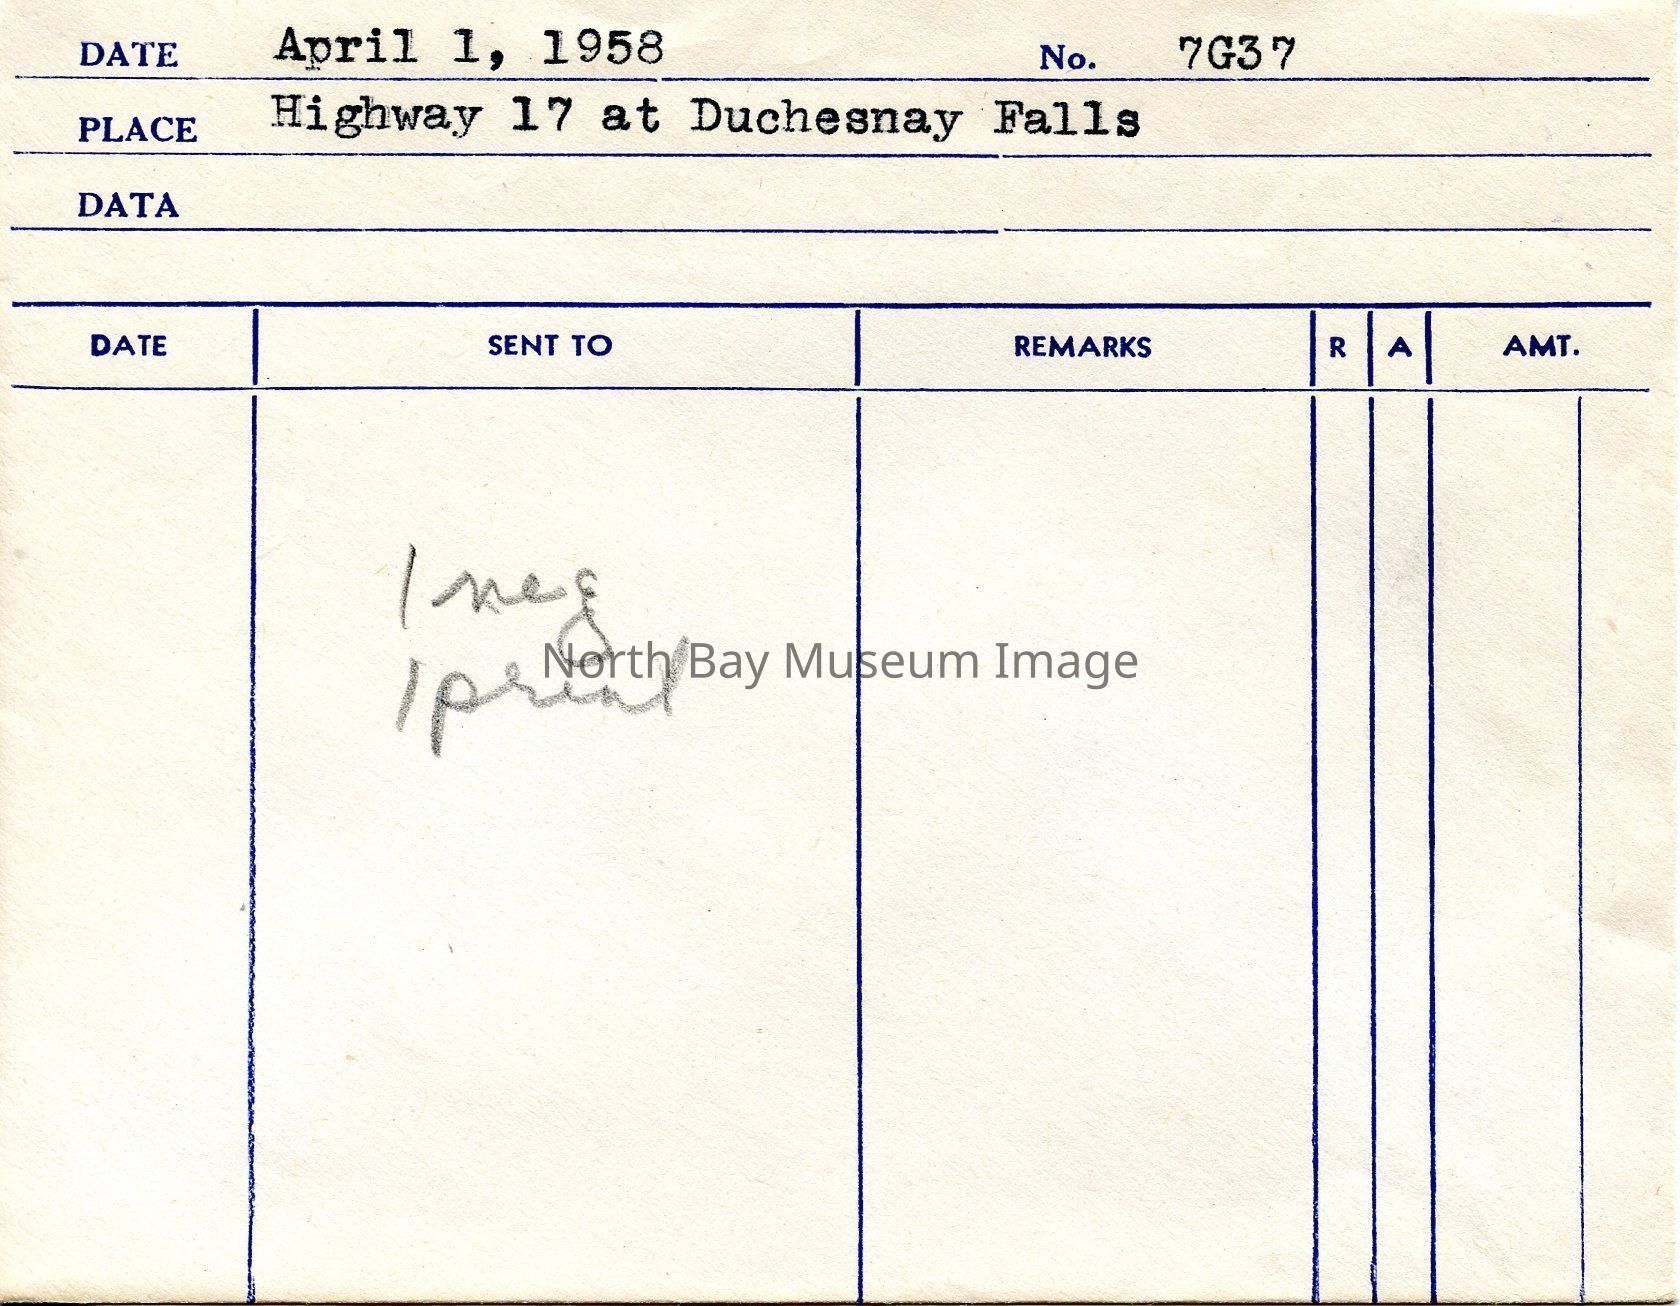 DATE April 1, 1958 No. 7G37
PLACE Highway 17 at Duchesnay Falls
DATA
DATE SENT TO REMARKS R A AMT.
1 neg
North Bay Museum Image
1 print